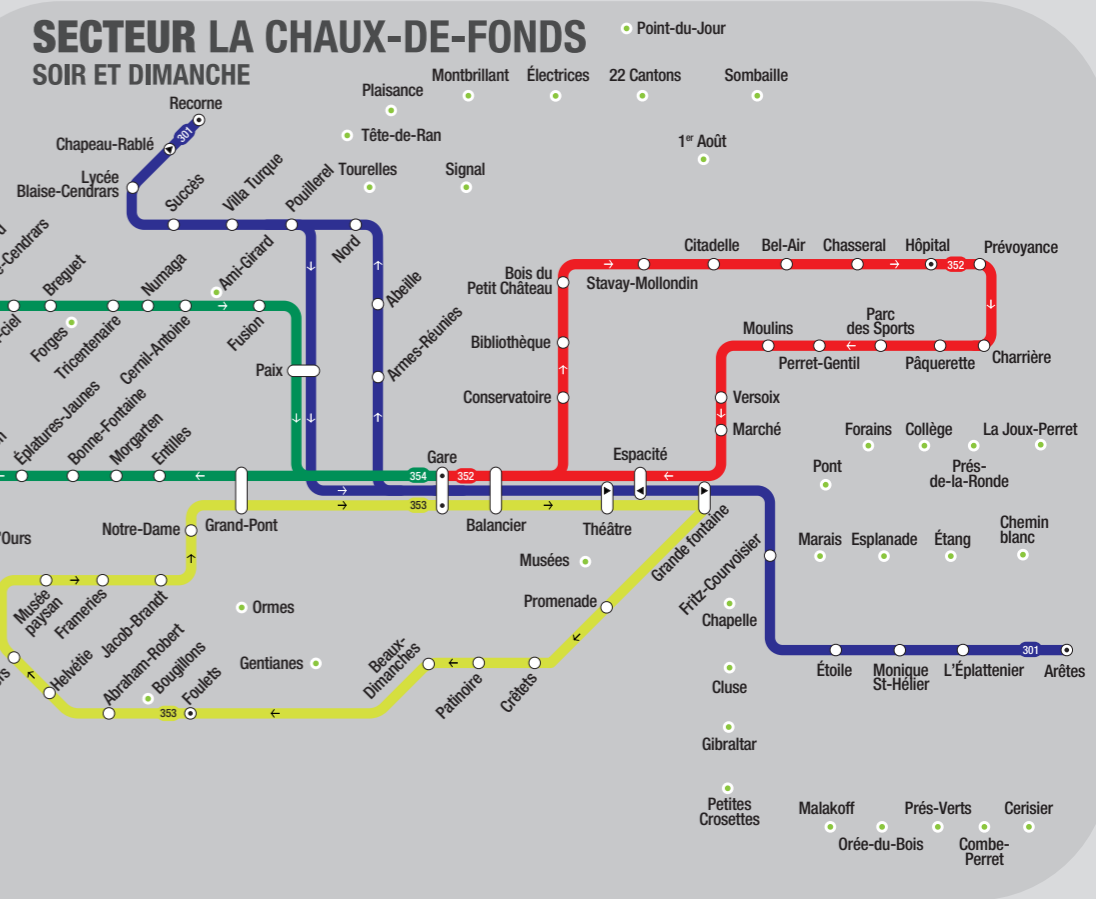 SECTEUR LA CHAUX-DE-FONDS
SOIR ET DIMANCHE
Point-du-Jour
Montbrillant
Électrices
22 Cantons
Sombaille
Plaisance
Recorne
301
Tête-de-Ran
1er Août
Chapeau-Rablé
Tourelles
Signal
Lycée
Blaise-Cendrars
Succès
Villa Turque
Pouillerel
Nord
e-Cendrars
Breguet
Numaga
Ami-Girard
Abeille
-ciel
Forges
Tricentenaire
Cernil-Antoine
Fusion
Armes-Réunies
Paix
Bois du
Petit Château
Stavay-Mollondin
Citadelle
Bel-Air
Chasseral
Hôpital
352
Prévoyance
Bibliothèque
Moulins
Perret-Gentil
Parc
des Sports
Pâquerette
Charrière
Conservatoire
Versoix
Marché
Éplatures-Jaunes
Bonne-Fontaine
Morgarten
Entilles
Forains
Collège
La Joux-Perret
Pont
Prés-
de-la-Ronde
Gare
354
352
353
Espacité
Grand-Pont
Balancier
Théâtre
Grande fontaine
Notre-Dame
'Ours
Musées
Fritz-Courvoisier
Marais
Esplanade
Étang
Chemin
blanc
Musée
paysan
Frameries
Jacob-Brandt
Ormes
Promenade
Chapelle
rs
Helvétie
Abraham-Robert
Bougillons
Foulets
353
Gentianes
Beaux-
Dimanches
Patinoire
Crêtets
Cluse
Étoile
Monique
St-Hélier
L'Éplattenier
301
Arêtes
Gibraltar
Petites
Crosettes
Malakoff
Orée-du-Bois
Prés-Verts
Combe-
Perret
Cerisier